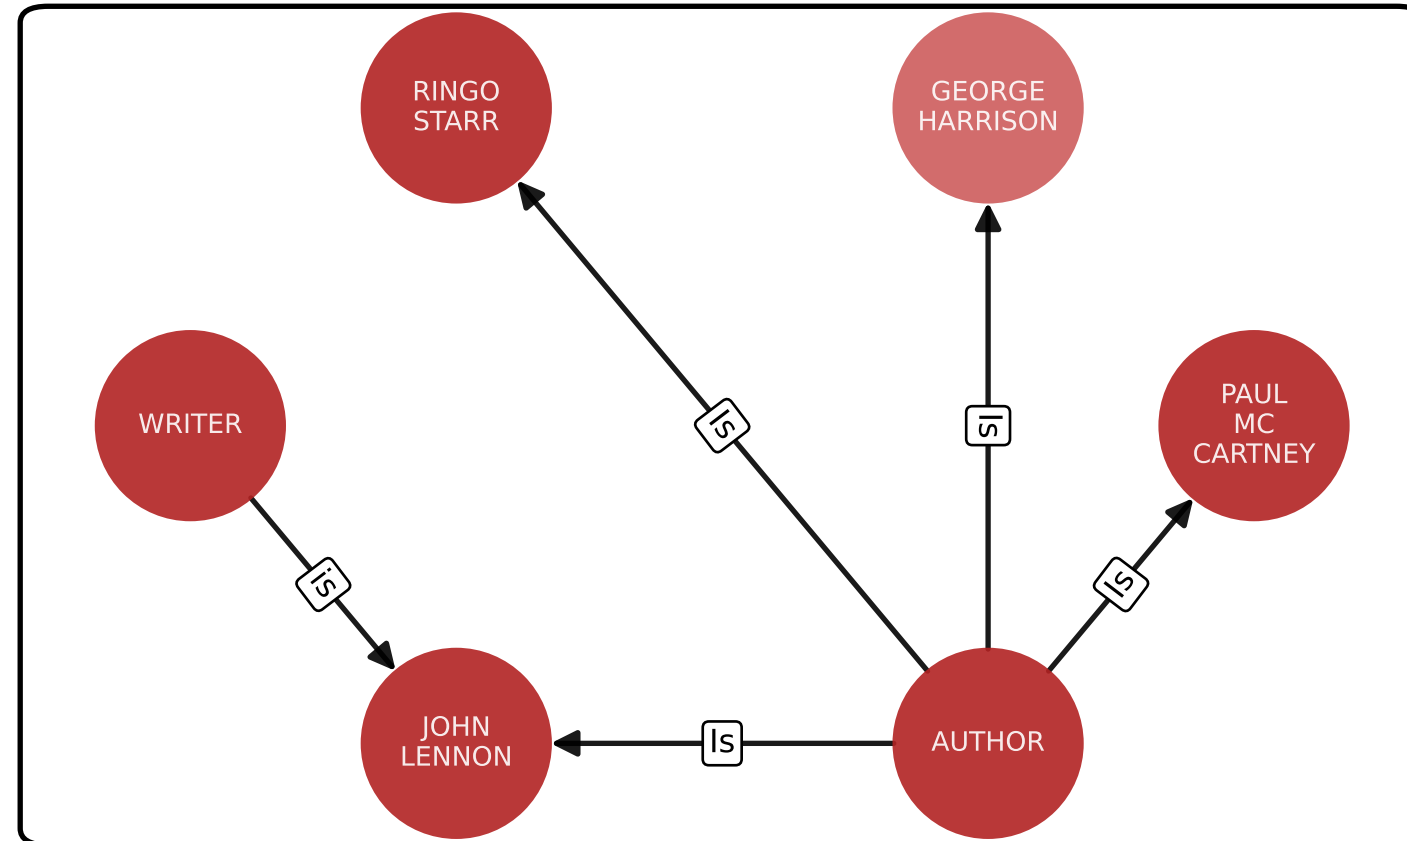 RINGO
STARR
GEORGE
HARRISON
WRITER
Is
Is
PAUL
MC
CARTNEY
is
Is
JOHN
LENNON
Is
AUTHOR